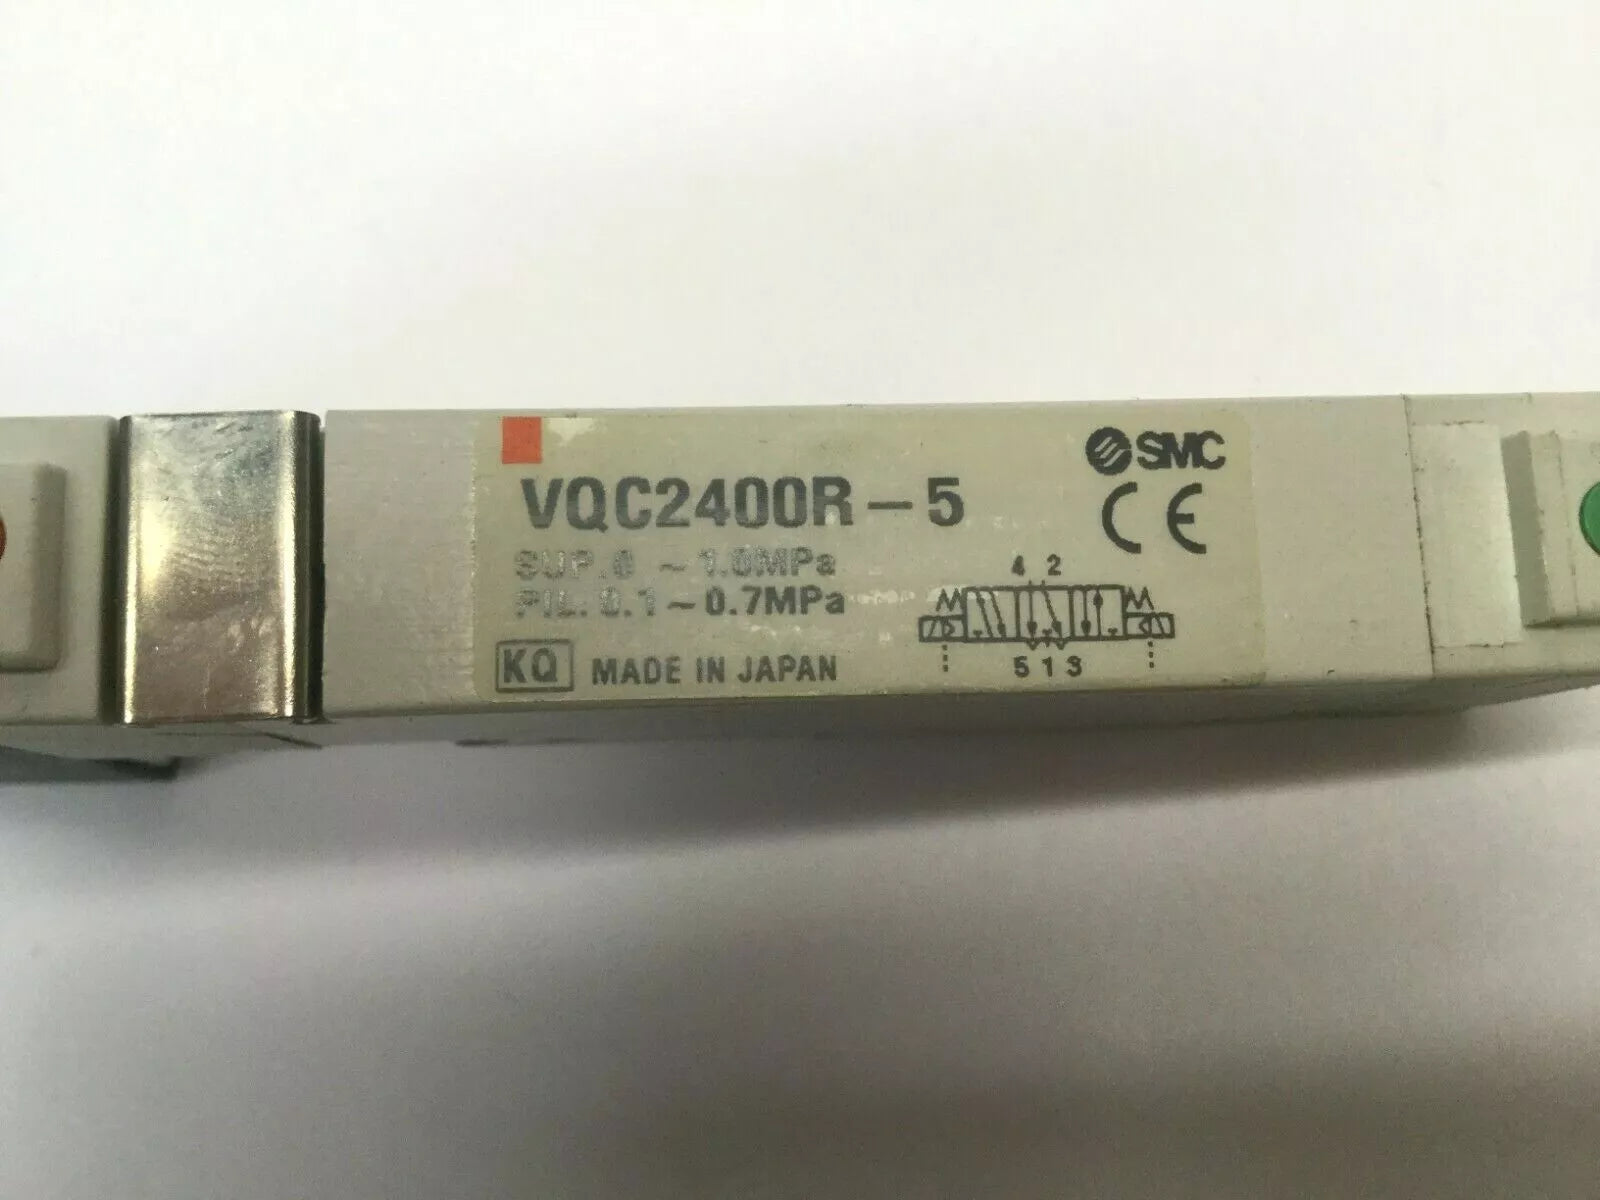 SMC
VQC2400R-5
CE
SUP.0 ~ 1.0MPa
PIL. 0.1 ~ 0.7MPa
4 2
5 1 3
KQ MADE IN JAPAN